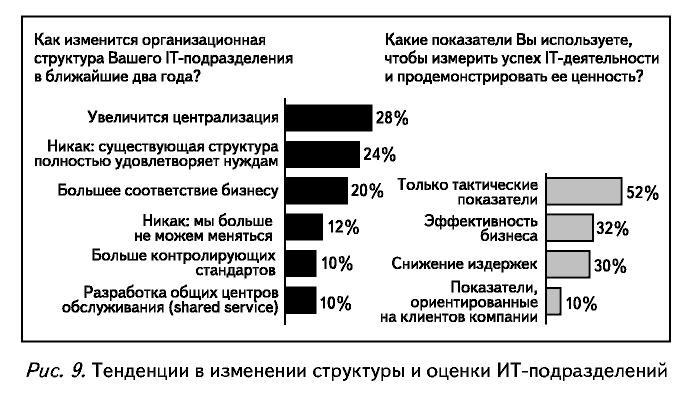 Как изменится организационная
структура Вашего IT-подразделения
в ближайшие два года?
Увеличится централизация
28%
Никак: существующая структура
полностью удовлетворяет нуждам
24%
Большее соответствие бизнесу
20%
Никак: мы больше
не можем меняться
12%
Больше контролирующих
стандартов
10%
Разработка общих центров
обслуживания (shared service)
10%
Какие показатели Вы используете,
чтобы измерить успех IT-деятельности
и продемонстрировать ее ценность?
Только тактические
показатели
52%
Эффективность
бизнеса
32%
Снижение издержек
30%
Показатели,
ориентированные
на клиентов компании
10%
Рис. 9. Тенденции в изменении структуры и оценки ИТ-подразделений